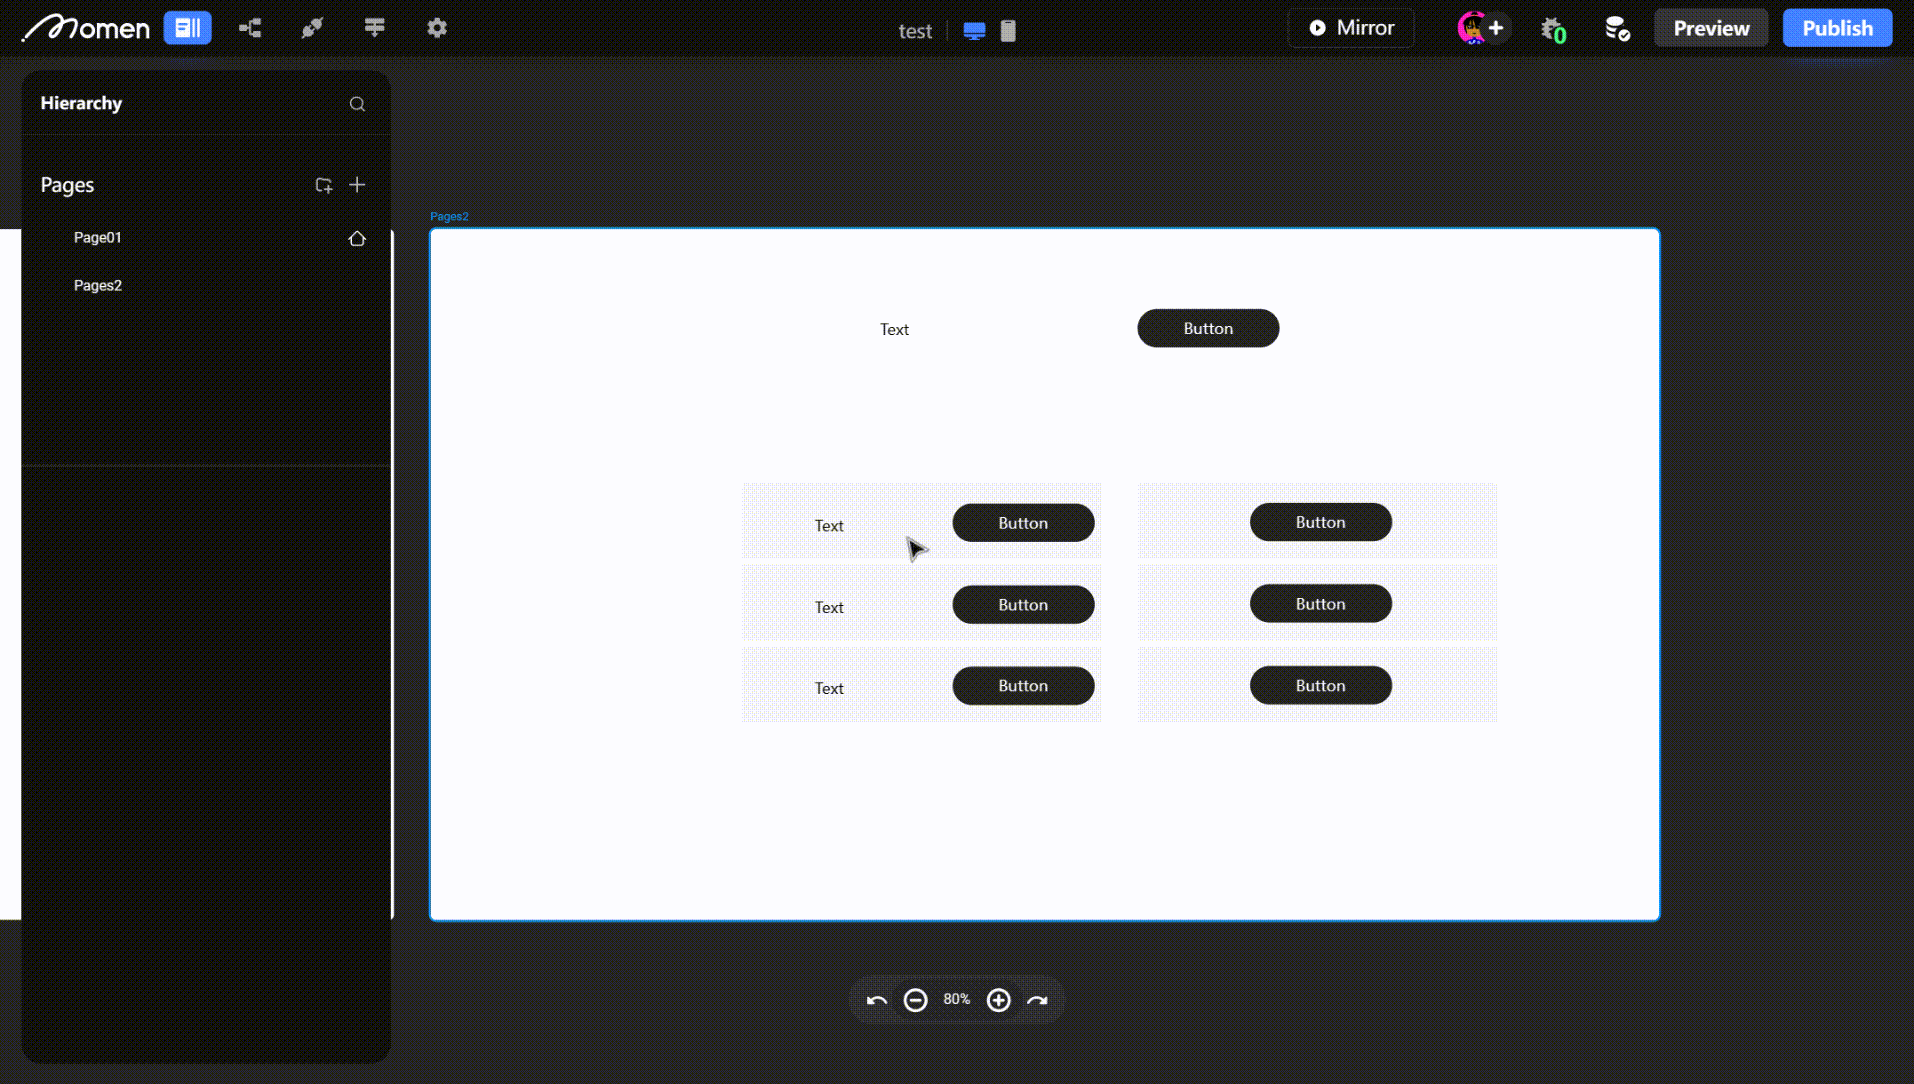 Momen
test
Mirror
0
Preview
Publish
Hierarchy
Pages
Page01
Pages2
Pages2
Text Button
Text Button Button
Text Button Button
Text Button Button
80%